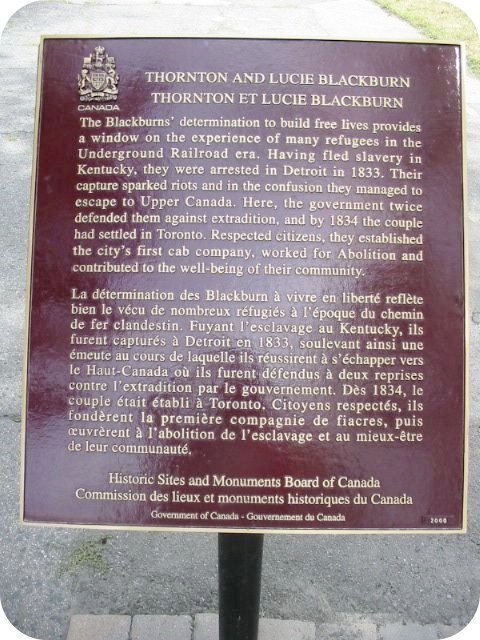 CANADA
THORNTON AND LUCIE BLACKBURN
THORNTON ET LUCIE BLACKBURN
The Blackburns' determination to build free lives provides
a window on the experience of many refugees in the
Underground Railroad era. Having fled slavery in
Kentucky, they were arrested in Detroit in 1833. Their
capture sparked riots and in the confusion they managed to
escape to Upper Canada. Here, the government twice
defended them against extradition, and by 1834 the couple
had settled in Toronto. Respected citizens, they established
the city's first cab company, worked for Abolition and
contributed to the well-being of their community.
La détermination des Blackburn à vivre en liberté reflète
bien le vécu de nombreux réfugiés à l'époque du chemin
de fer clandestin. Fuyant l'esclavage au Kentucky, ils
furent capturés à Detroit en 1833, soulevant ainsi une
émeute au cours de laquelle ils réussirent à s'échapper vers
le Haut-Canada où ils furent défendus à deux reprises
contre l'extradition par le gouvernement. Dès 1834, le
couple était établi à Toronto. Citoyens respectés, ils
fondèrent la première compagnie de fiacres, puis
œuvrèrent à l'abolition de l'esclavage et au mieux-être
de leur communauté.
Historic Sites and Monuments Board of Canada
Commission des lieux et monuments historiques du Canada
Government of Canada - Gouvernement du Canada
2000